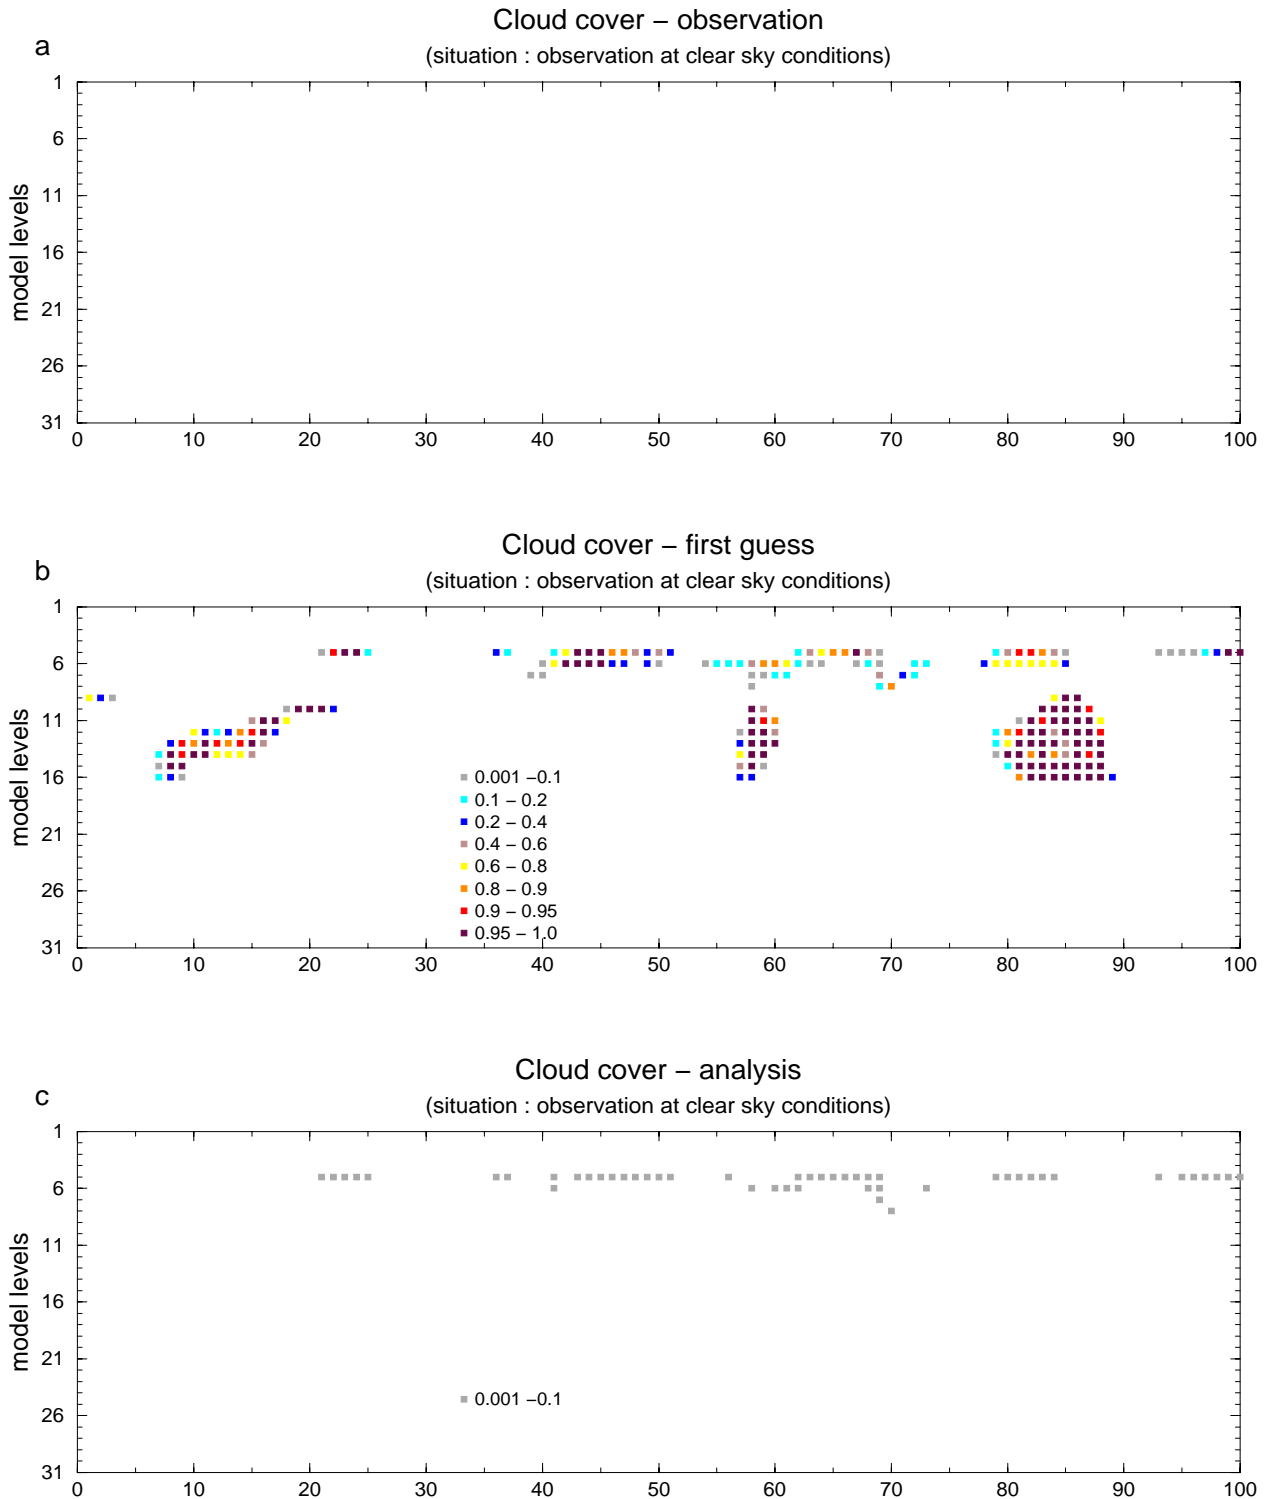 Cloud cover – observation
a
(situation : observation at clear sky conditions)
1
6
11
16
21
26
31
model levels
0 10 20 30 40 50 60 70 80 90 100
Cloud cover – first guess
b
(situation : observation at clear sky conditions)
1
6
11
16
21
26
31
model levels
0.001 –0.1
0.1 – 0.2
0.2 – 0.4
0.4 – 0.6
0.6 – 0.8
0.8 – 0.9
0.9 – 0.95
0.95 – 1.0
0 10 20 30 40 50 60 70 80 90 100
Cloud cover – analysis
c
(situation : observation at clear sky conditions)
1
6
11
16
21
26
31
model levels
0.001 –0.1
0 10 20 30 40 50 60 70 80 90 100